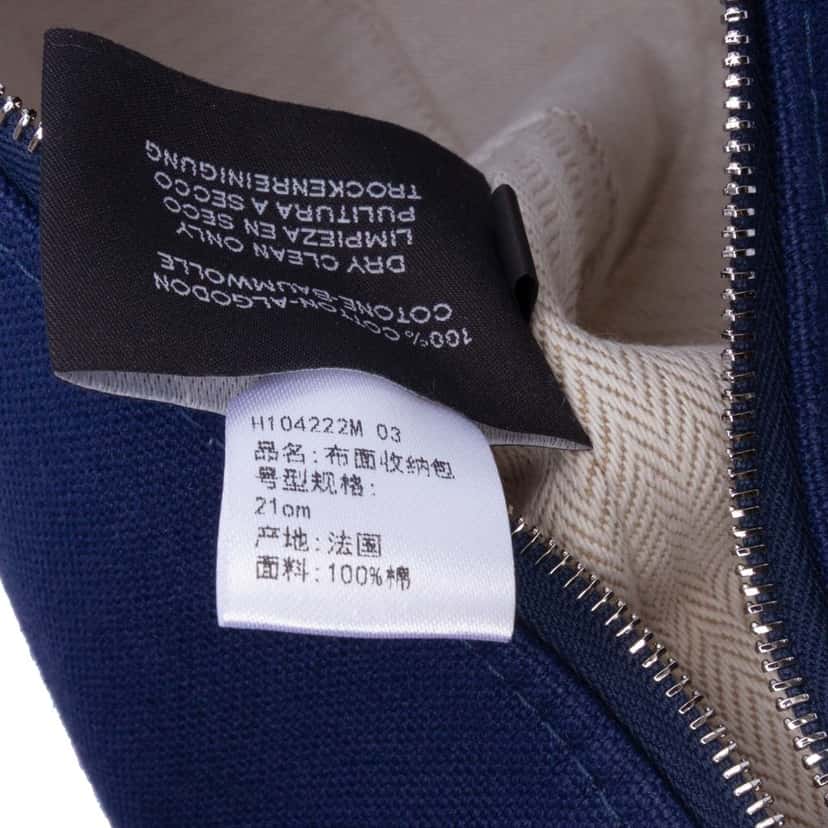 100% COTTON-ALGODON
COTONE-BAUMWOLLE
DRY CLEAN ONLY
LIMPIEZA EN SECO
PULITURA A SECCO
TROCKENREINIGUNG
H104222M 03
品名:布面收纳包
号型规格:
21cm
产地:法国
面料:100%棉